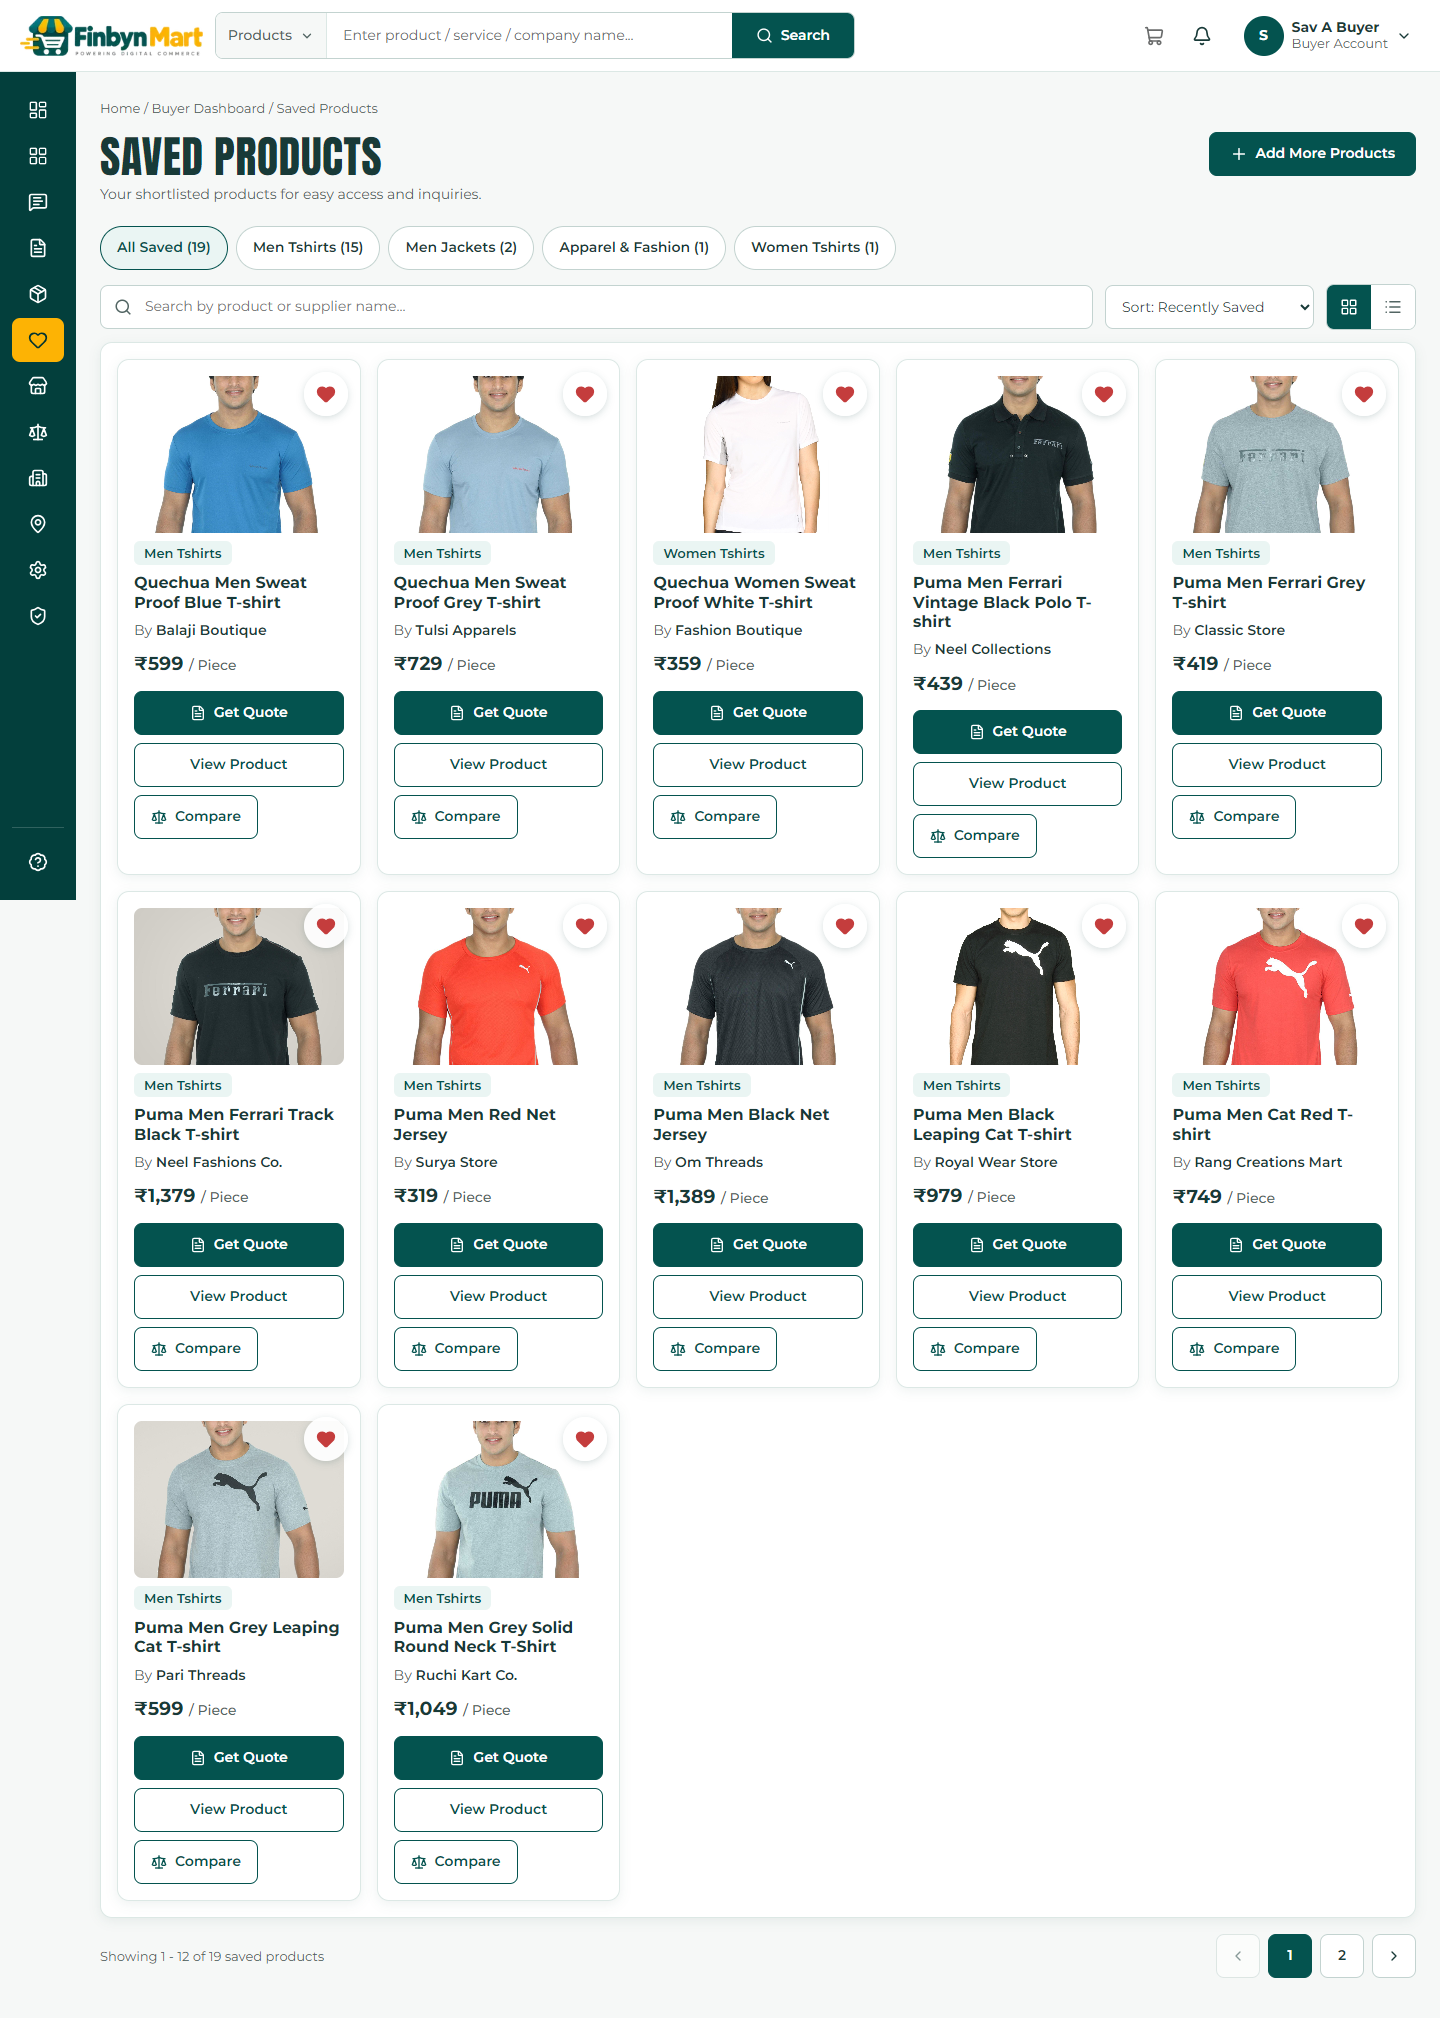 FinbynMart
POWERING DIGITAL COMMERCE
Products
Enter product / service / company name...
Search
S
Sav A Buyer
Buyer Account
Home / Buyer Dashboard / Saved Products
SAVED PRODUCTS
Your shortlisted products for easy access and inquiries.
Add More Products
All Saved (19)
Men Tshirts (15)
Men Jackets (2)
Apparel & Fashion (1)
Women Tshirts (1)
Search by product or supplier name...
Sort: Recently Saved
Men Tshirts
Quechua Men Sweat
Proof Blue T-shirt
By Balaji Boutique
₹599 / Piece
Get Quote
View Product
Compare
Men Tshirts
Quechua Men Sweat
Proof Grey T-shirt
By Tulsi Apparels
₹729 / Piece
Get Quote
View Product
Compare
Women Tshirts
Quechua Women Sweat
Proof White T-shirt
By Fashion Boutique
₹359 / Piece
Get Quote
View Product
Compare
Ferrari
Men Tshirts
Puma Men Ferrari
Vintage Black Polo T-
shirt
By Neel Collections
₹439 / Piece
Get Quote
View Product
Compare
Ferrari
Men Tshirts
Puma Men Ferrari Grey
T-shirt
By Classic Store
₹419 / Piece
Get Quote
View Product
Compare
Ferrari
Men Tshirts
Puma Men Ferrari Track
Black T-shirt
By Neel Fashions Co.
₹1,379 / Piece
Get Quote
View Product
Compare
Men Tshirts
Puma Men Red Net
Jersey
By Surya Store
₹319 / Piece
Get Quote
View Product
Compare
Men Tshirts
Puma Men Black Net
Jersey
By Om Threads
₹1,389 / Piece
Get Quote
View Product
Compare
Men Tshirts
Puma Men Black
Leaping Cat T-shirt
By Royal Wear Store
₹979 / Piece
Get Quote
View Product
Compare
Men Tshirts
Puma Men Cat Red T-
shirt
By Rang Creations Mart
₹749 / Piece
Get Quote
View Product
Compare
Men Tshirts
Puma Men Grey Leaping
Cat T-shirt
By Pari Threads
₹599 / Piece
Get Quote
View Product
Compare
PUMA
Men Tshirts
Puma Men Grey Solid
Round Neck T-Shirt
By Ruchi Kart Co.
₹1,049 / Piece
Get Quote
View Product
Compare
Showing 1 - 12 of 19 saved products
1
2